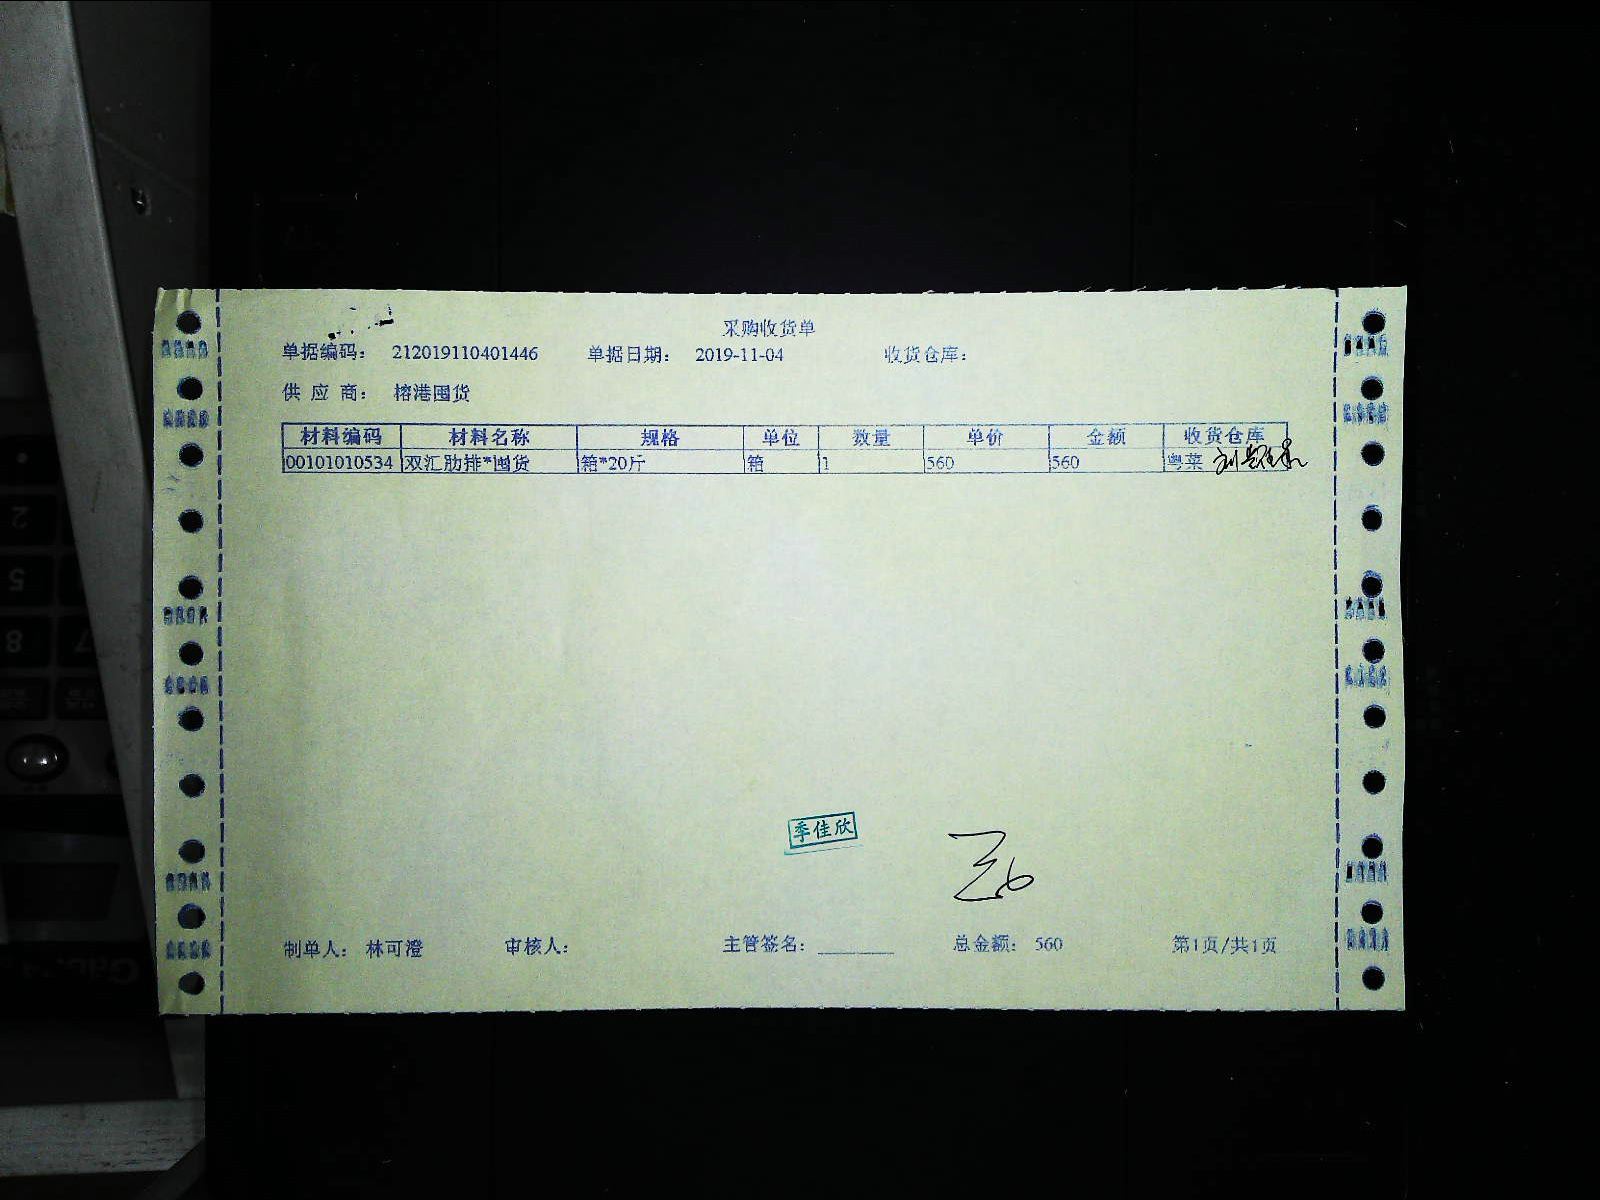 采购收货单
单据编码： 212019110401446 单据日期： 2019-11-04 收货仓库：
供 应 商： 榕港囤货
材料编码 材料名称 规格 单位 数量 单价 金额 收货仓库
00101010534 双汇肋排*囤货 箱*20斤 箱 1 560 560 粤菜
季佳欣
制单人： 林可澄 审核人： 主管签名： 总金额： 560 第1页/共1页